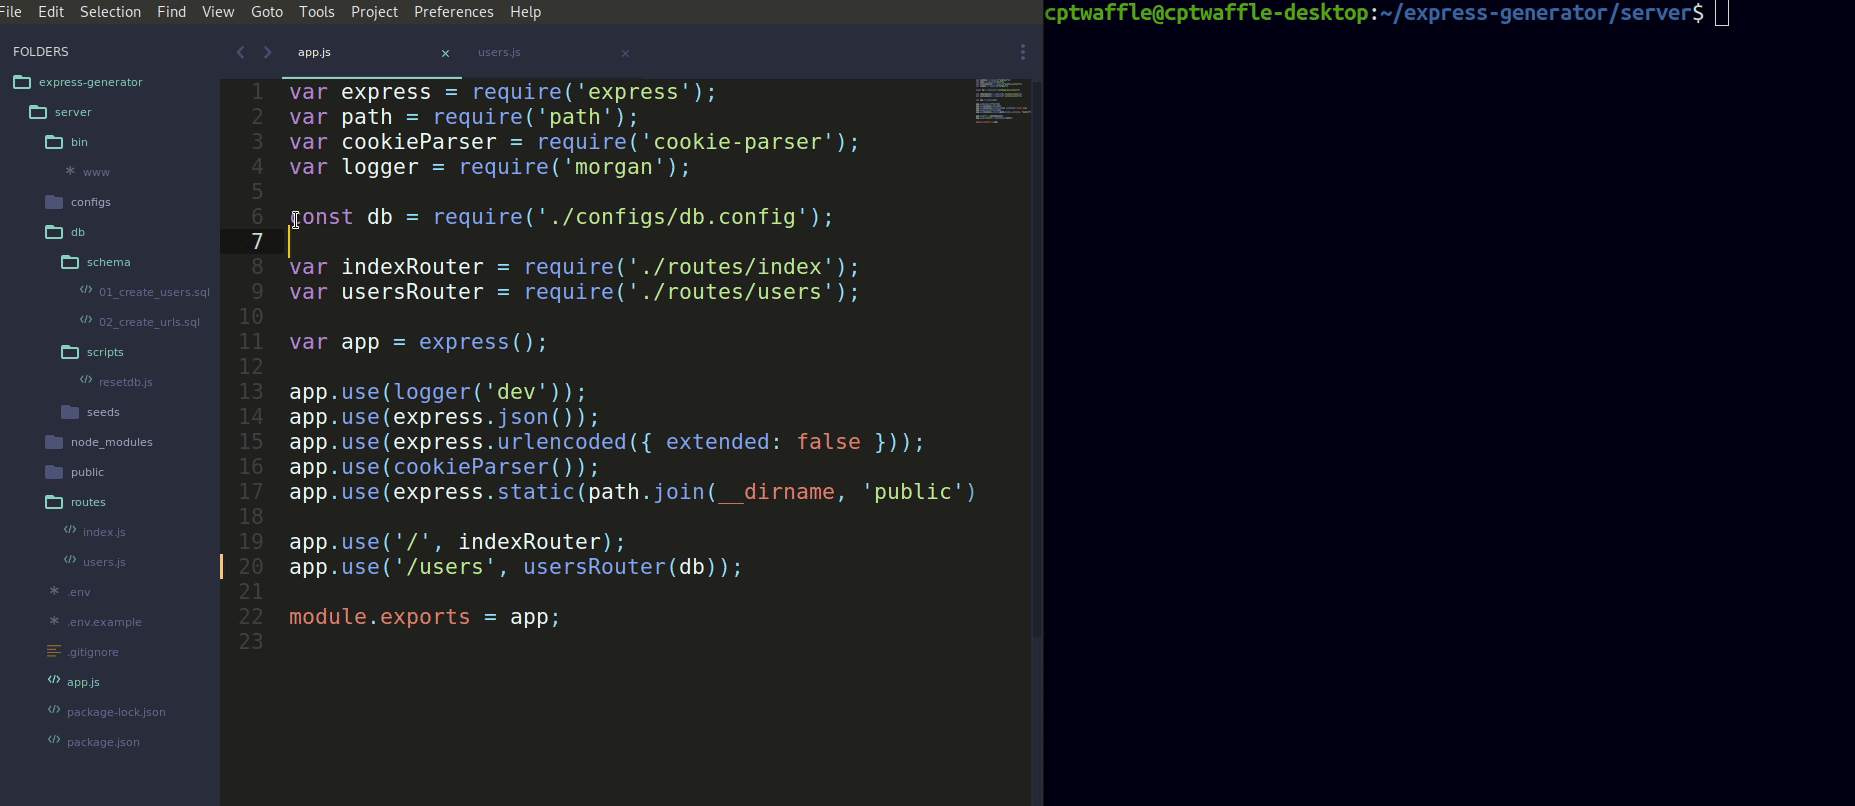 File Edit Selection Find View Goto Tools Project Preferences Help
FOLDERS
express-generator
server
bin
www
configs
db
schema
01_create_users.sql
02_create_urls.sql
scripts
resetdb.js
seeds
node_modules
public
routes
index.js
users.js
.env
.env.example
.gitignore
app.js
package-lock.json
package.json
app.js × users.js ×
1 var express = require('express');
2 var path = require('path');
3 var cookieParser = require('cookie-parser');
4 var logger = require('morgan');
5
6 const db = require('./configs/db.config');
7
8 var indexRouter = require('./routes/index');
9 var usersRouter = require('./routes/users');
10
11 var app = express();
12
13 app.use(logger('dev'));
14 app.use(express.json());
15 app.use(express.urlencoded({ extended: false }));
16 app.use(cookieParser());
17 app.use(express.static(path.join(__dirname, 'public')
18
19 app.use('/', indexRouter);
20 app.use('/users', usersRouter(db));
21
22 module.exports = app;
23
cptwaffle@cptwaffle-desktop:~/express-generator/server$